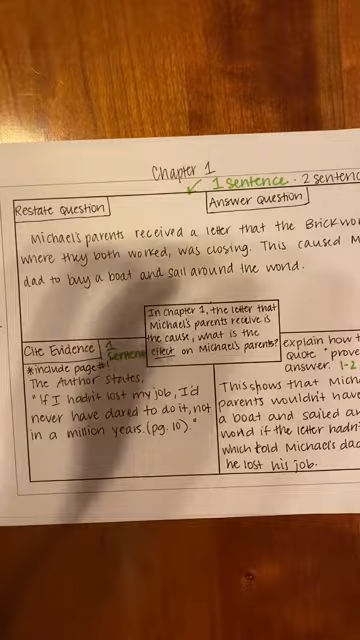 Chapter 1
1 sentence - 2 sentenc
Restate Question
Answer Question
Michael's parents received a letter that the Brickwor
where they both worked, was closing. This caused M
dad to buy a boat and sail around the world.
In Chapter 1, the letter that
Michael's parents receive is
the cause, what is the
effect on Michael's parents?
Cite Evidence
1 sentence
*include page#!
The Author states,
"If I hadn't lost my job, I'd
never have dared to do it, not
in a million years.(pg. 10)."
explain how t
quote "prove
answer. 1-2
This shows that Mich
parents wouldn't have
a boat and sailed ar
world if the letter hadn
which told Michael's dad
he lost his job.